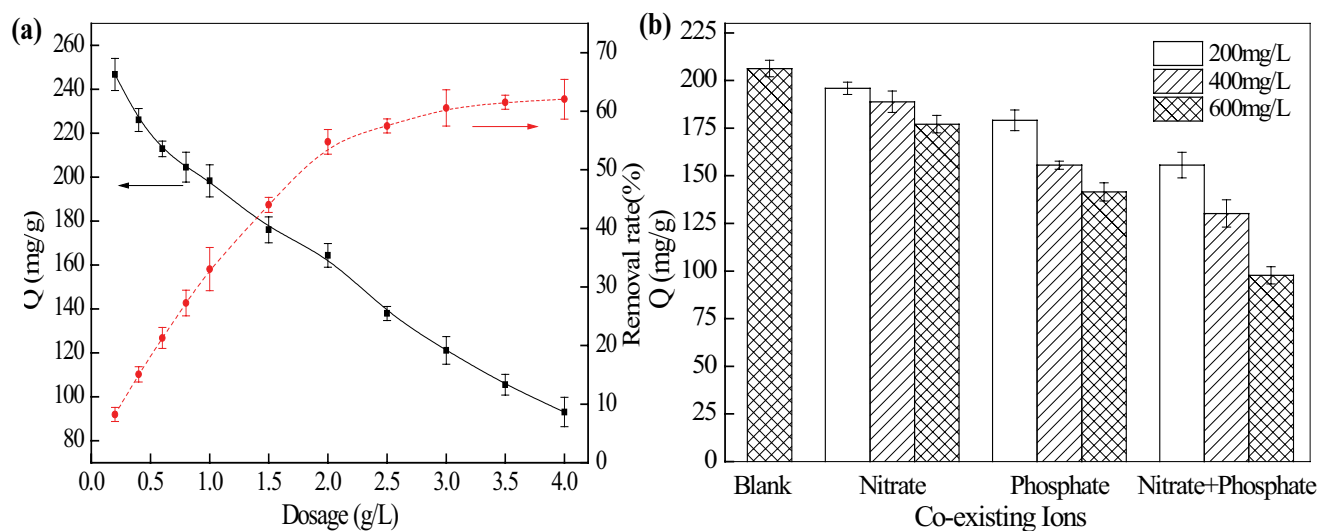 (a)
260
240
220
200
180
160
140
120
100
80
Q (mg/g)
70
60
50
40
30
20
10
0
Removal rate(%)
0.0 0.5 1.0 1.5 2.0 2.5 3.0 3.5 4.0
Dosage (g/L)
(b)
225
200
175
150
125
100
75
50
25
0
Q (mg/g)
200mg/L
400mg/L
600mg/L
Blank Nitrate Phosphate Nitrate+Phosphate
Co-existing Ions